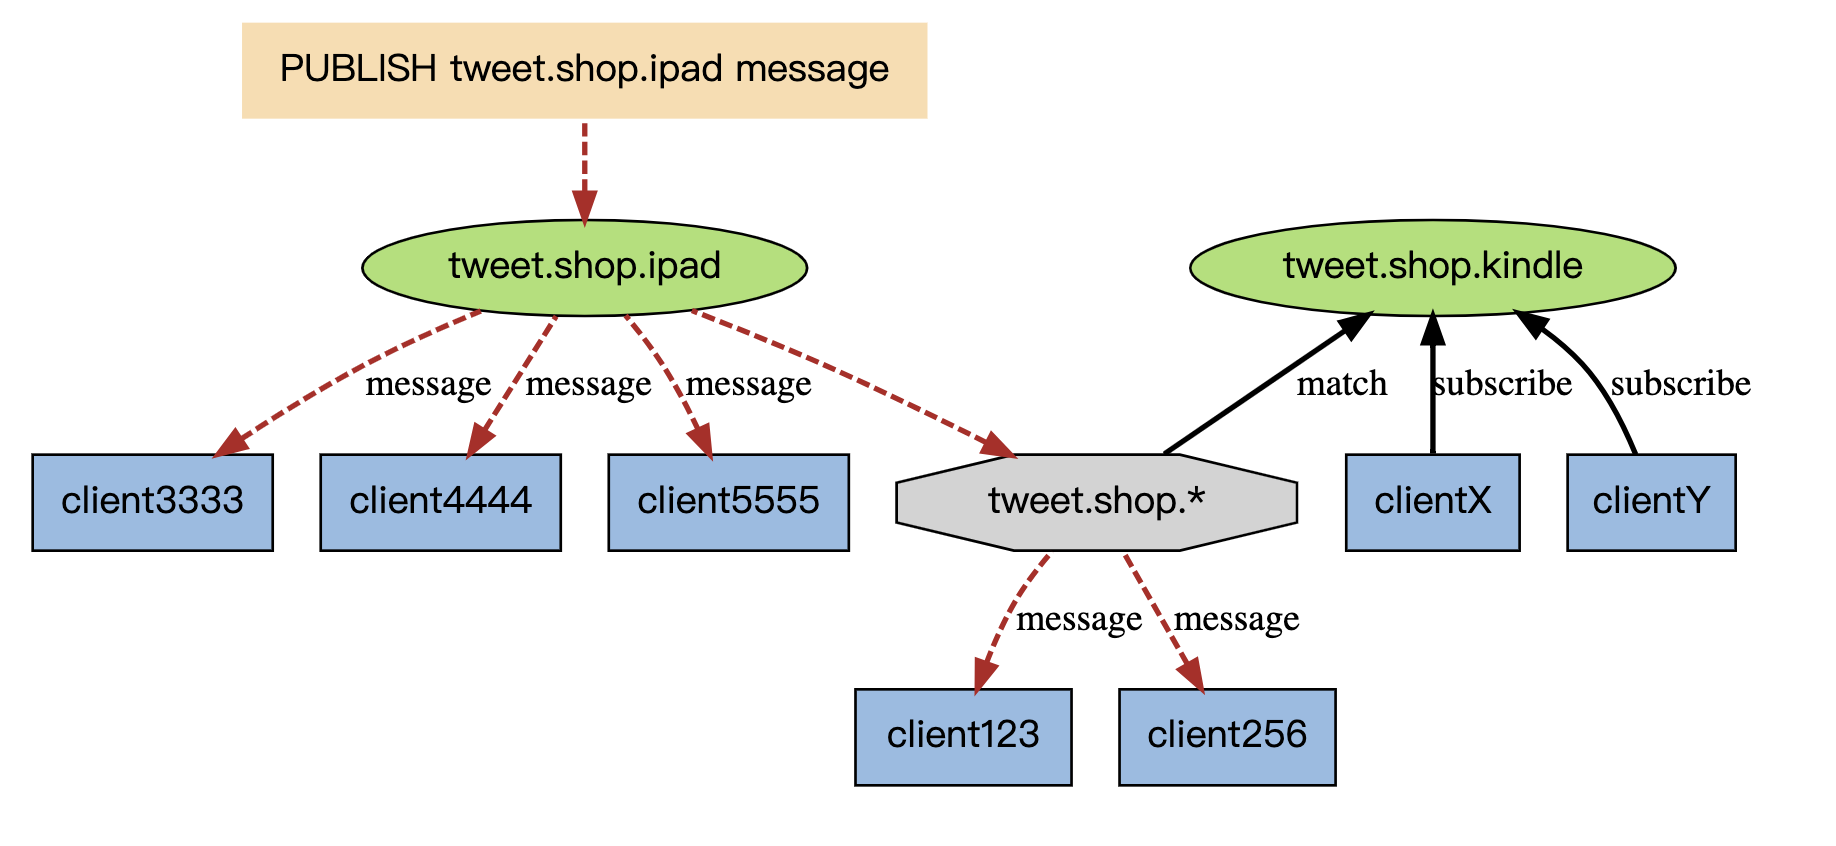 PUBLISH tweet.shop.ipad message
tweet.shop.ipad
tweet.shop.kindle
message
message
message
match
subscribe
subscribe
client3333
client4444
client5555
tweet.shop.*
clientX
clientY
message
message
client123
client256